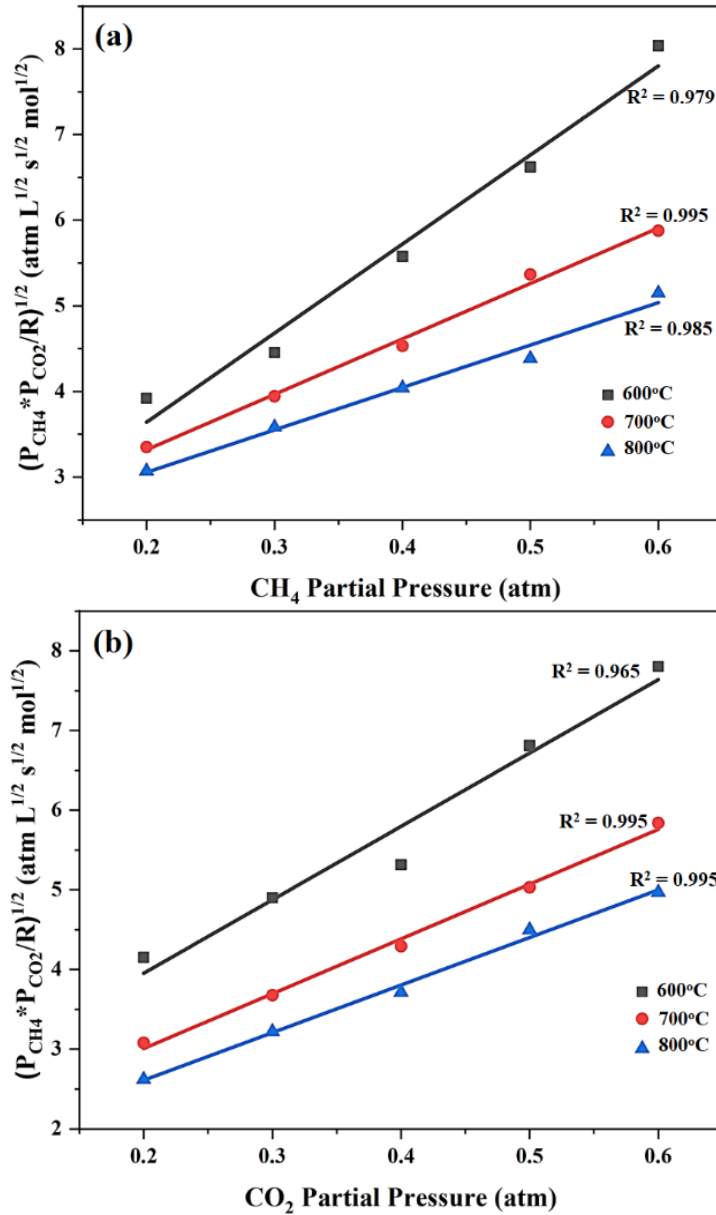 (a)
(P_CH4*P_CO2/R)^1/2 (atm L^1/2 s^1/2 mol^1/2)
8
7
6
5
4
3
R² = 0.979
R² = 0.995
R² = 0.985
600°C
700°C
800°C
0.2 0.3 0.4 0.5 0.6
CH₄ Partial Pressure (atm)
(b)
(P_CH4*P_CO2/R)^1/2 (atm L^1/2 s^1/2 mol^1/2)
8
7
6
5
4
3
2
R² = 0.965
R² = 0.995
R² = 0.995
600°C
700°C
800°C
0.2 0.3 0.4 0.5 0.6
CO₂ Partial Pressure (atm)